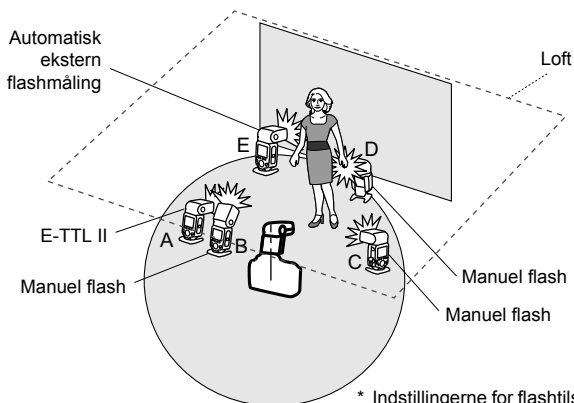 Automatisk
ekstern
flashmåling
Loft
E
D
E-TTL II
A
B
C
Manuel flash
Manuel flash
Manuel flash
* Indstillingerne for flashtils